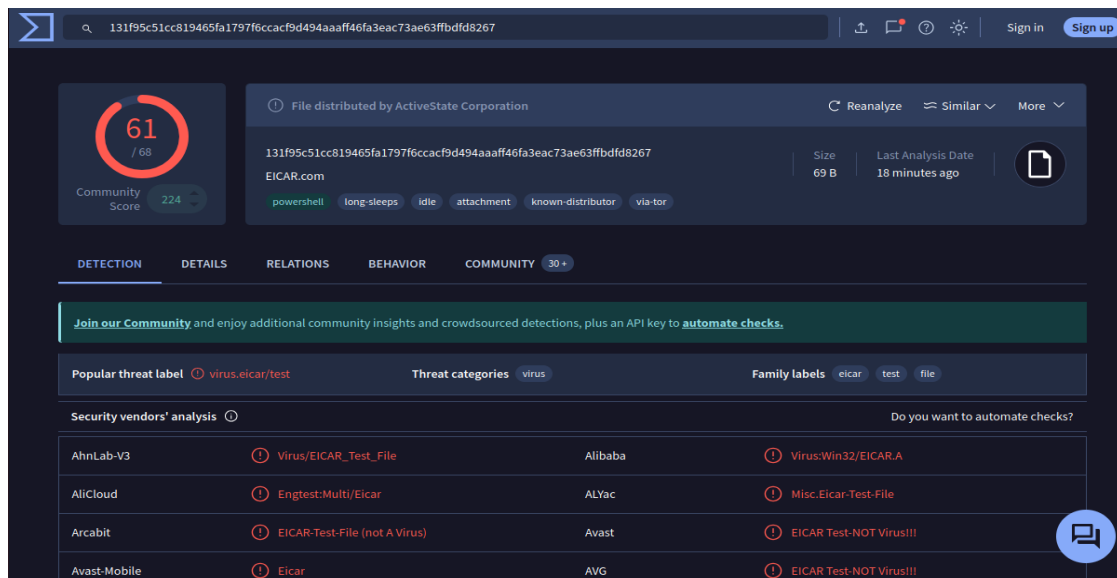 131f95c51cc819465fa1797f6ccacf9d494aaaff46fa3eac73ae63ffbdfd8267
Sign in
Sign up
61
/ 68
Community Score
224
File distributed by ActiveState Corporation
Reanalyze
Similar
More
131f95c51cc819465fa1797f6ccacf9d494aaaff46fa3eac73ae63ffbdfd8267
EICAR.com
powershell long-sleeps idle attachment known-distributor via-tor
Size
69 B
Last Analysis Date
18 minutes ago
DETECTION DETAILS RELATIONS BEHAVIOR COMMUNITY 30 +
Join our Community and enjoy additional community insights and crowdsourced detections, plus an API key to automate checks.
Popular threat label virus.eicar/test Threat categories virus Family labels eicar test file
Security vendors' analysis Do you want to automate checks?
AhnLab-V3 Virus/EICAR_Test_File Alibaba Virus:Win32/EICAR.A
AliCloud Engtest:Multi/Eicar ALYac Misc.Eicar-Test-File
Arcabit EICAR-Test-File (not A Virus) Avast EICAR Test-NOT Virus!!!
Avast-Mobile Eicar AVG EICAR Test-NOT Virus!!!